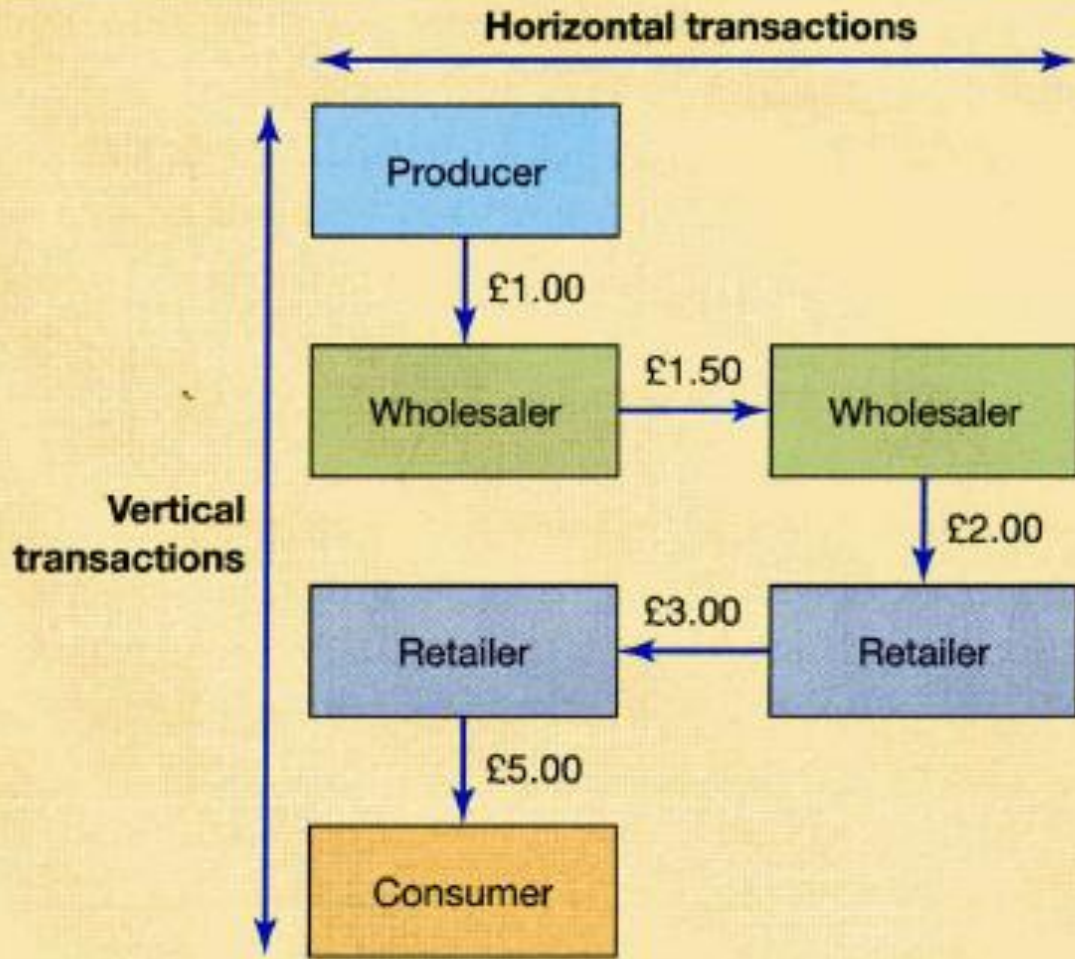 Horizontal transactions
Producer
£1.00
Wholesaler
£1.50
Wholesaler
Vertical
transactions
£2.00
Retailer
£3.00
Retailer
£5.00
Consumer